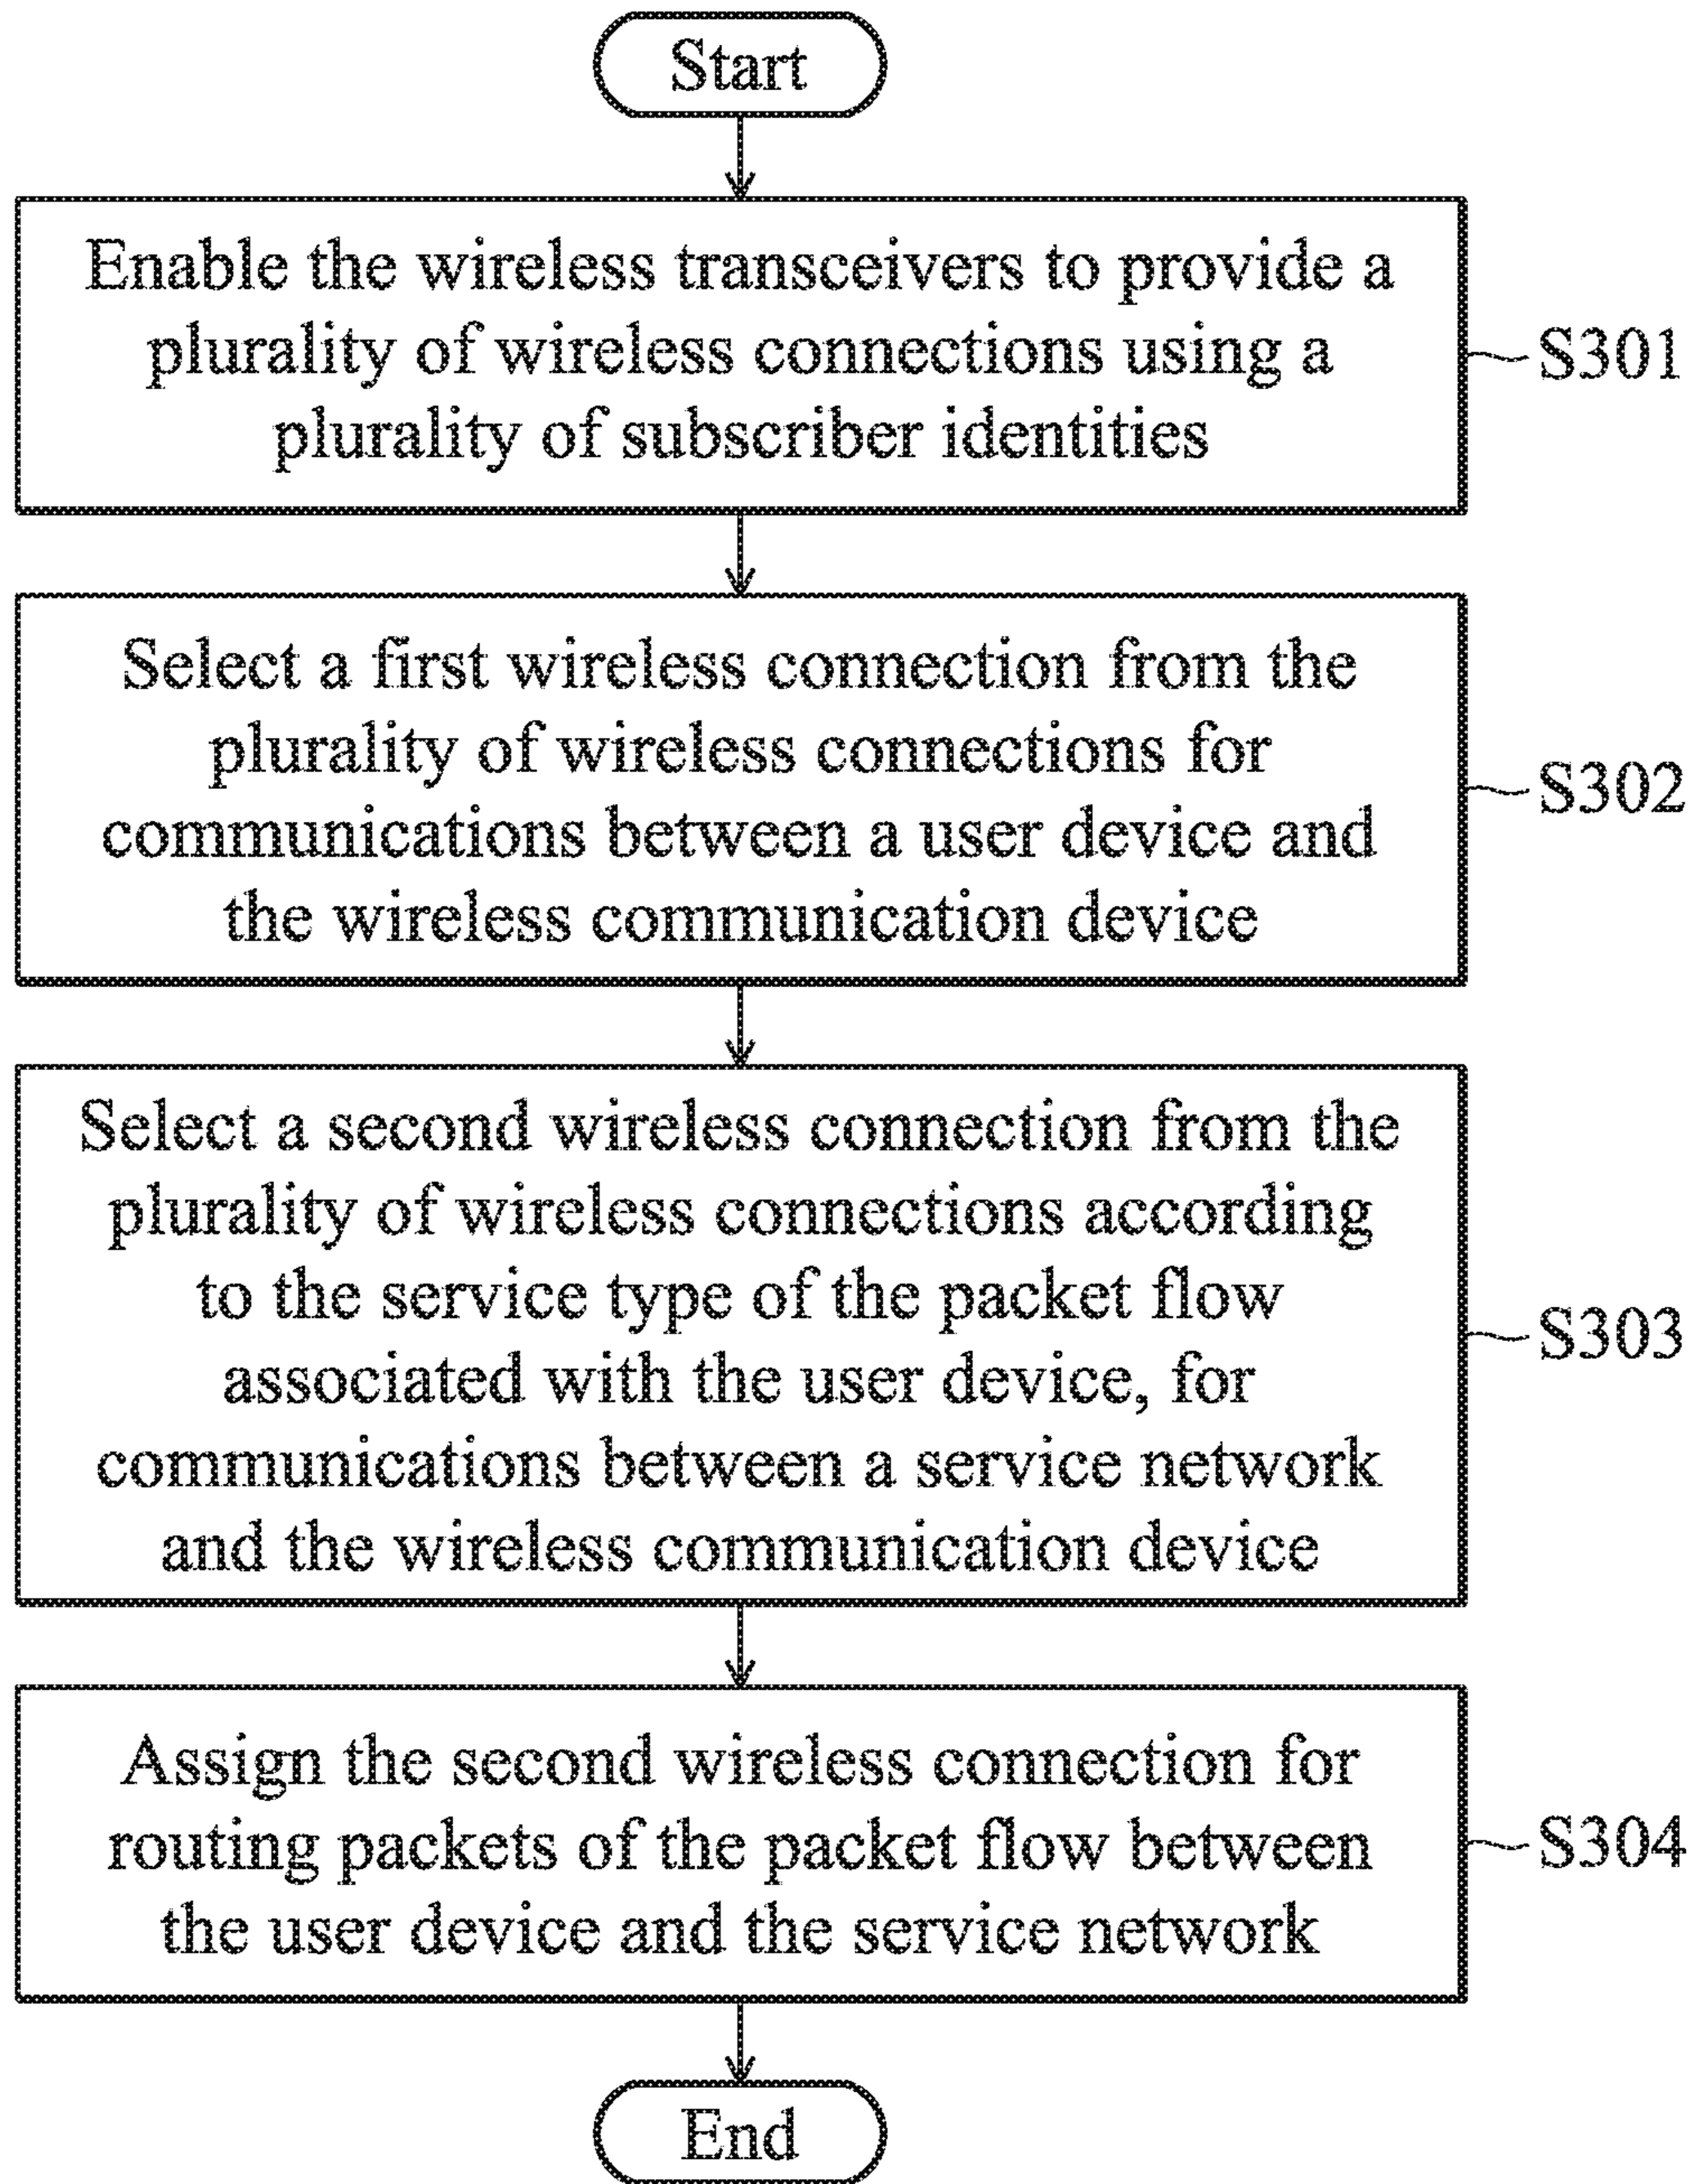 Start
Enable the wireless transceivers to provide a
plurality of wireless connections using a
plurality of subscriber identities
S301
Select a first wireless connection from the
plurality of wireless connections for
communications between a user device and
the wireless communication device
S302
Select a second wireless connection from the
plurality of wireless connections according
to the service type of the packet flow
associated with the user device, for
communications between a service network
and the wireless communication device
S303
Assign the second wireless connection for
routing packets of the packet flow between
the user device and the service network
S304
End